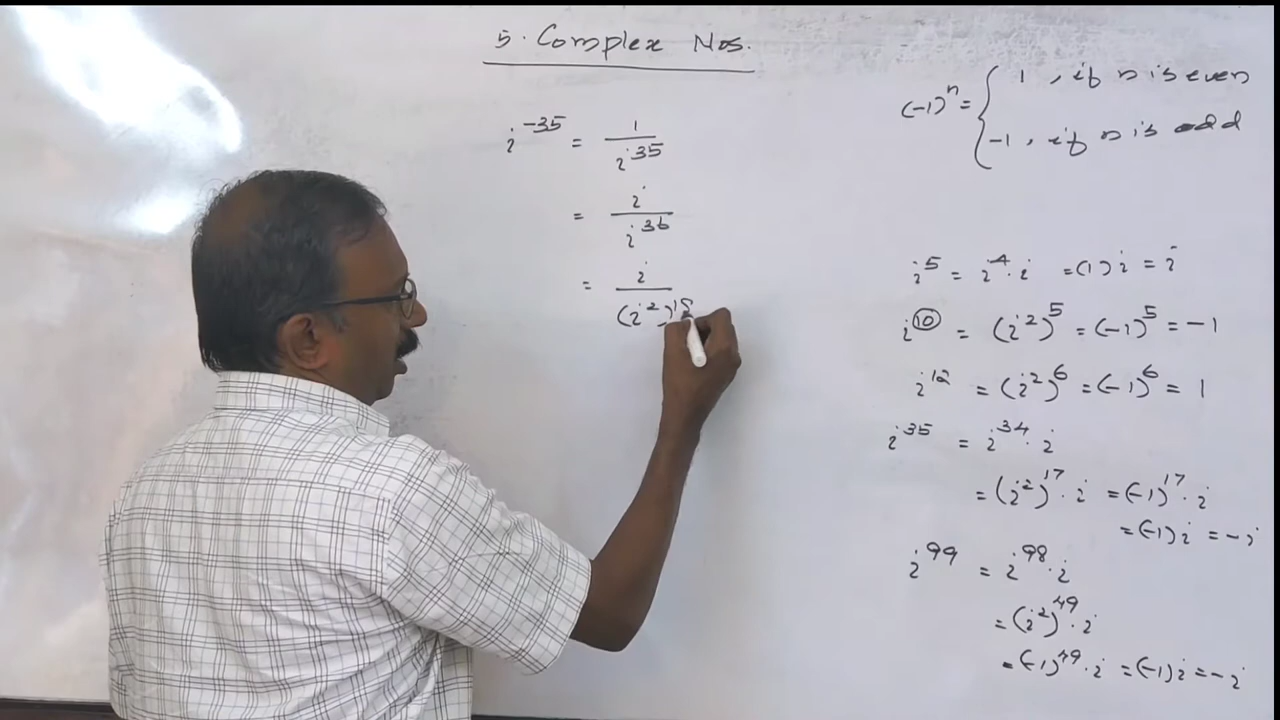 5. Complex Nos.
i^-35 = 1/i^35
= i/i^36
= i/(i^2)^18
(-1)^n = { 1, if n is even
-1, if n is odd
i^5 = i^4 . i = (1) i = i
i^10 = (i^2)^5 = (-1)^5 = -1
i^12 = (i^2)^6 = (-1)^6 = 1
i^35 = i^34 . i
= (i^2)^17 . i = (-1)^17 . i
= (-1) i = -i
i^99 = i^98 . i
= (i^2)^49 . i
= (-1)^49 . i = (-1) i = -i